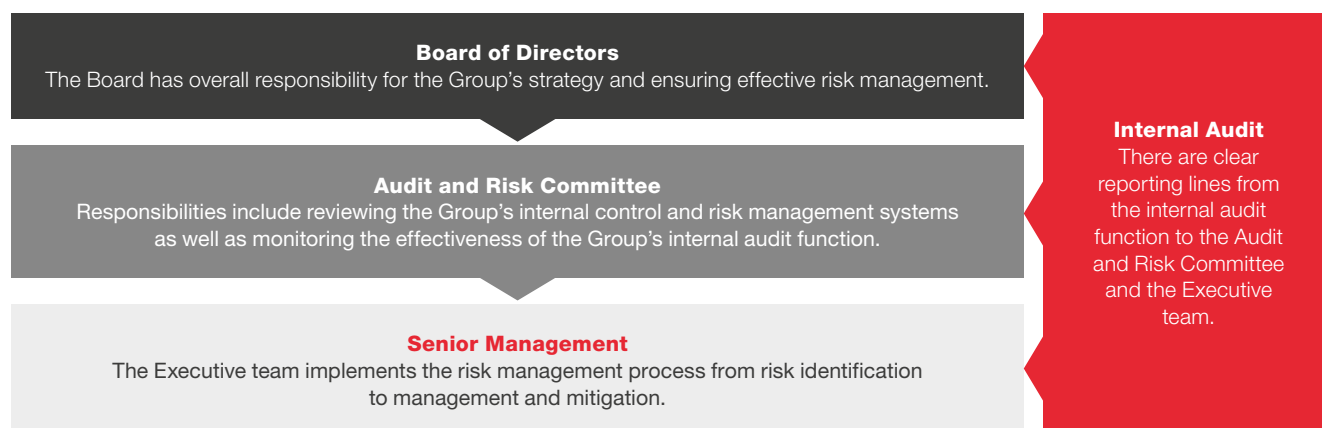 Board of Directors
The Board has overall responsibility for the Group’s strategy and ensuring effective risk management.
Audit and Risk Committee
Responsibilities include reviewing the Group’s internal control and risk management systems
as well as monitoring the effectiveness of the Group’s internal audit function.
Senior Management
The Executive team implements the risk management process from risk identification
to management and mitigation.
Internal Audit
There are clear
reporting lines from
the internal audit
function to the Audit
and Risk Committee
and the Executive
team.